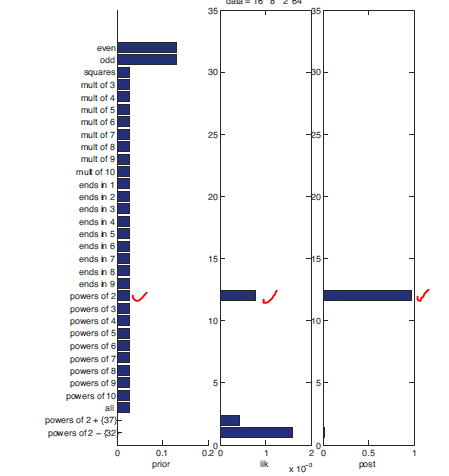 data = 16 8 2 64
35
35
even
odd
squares
30
30
mult of 3
mult of 4
mult of 5
mult of 6
mult of 7
25
25
mult of 8
mult of 9
mult of 10
ends in 1
ends in 2
20
20
ends in 3
ends in 4
ends in 5
ends in 6
ends in 7
15
15
ends in 8
ends in 9
powers of 2
powers of 3
powers of 4
10
10
powers of 5
powers of 6
powers of 7
powers of 8
powers of 9
5
5
powers of 10
all
powers of 2 + {37}
powers of 2 − {32
0
0
0 0.1 0.2 0 1 2 0 0.5 1
prior lik post
x 10⁻³